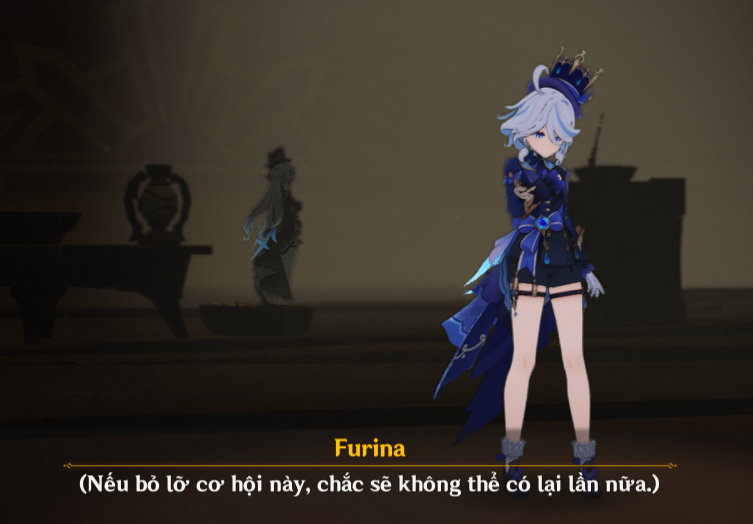 Furina
(Nếu bỏ lỡ cơ hội này, chắc sẽ không thể có lại lần nữa.)